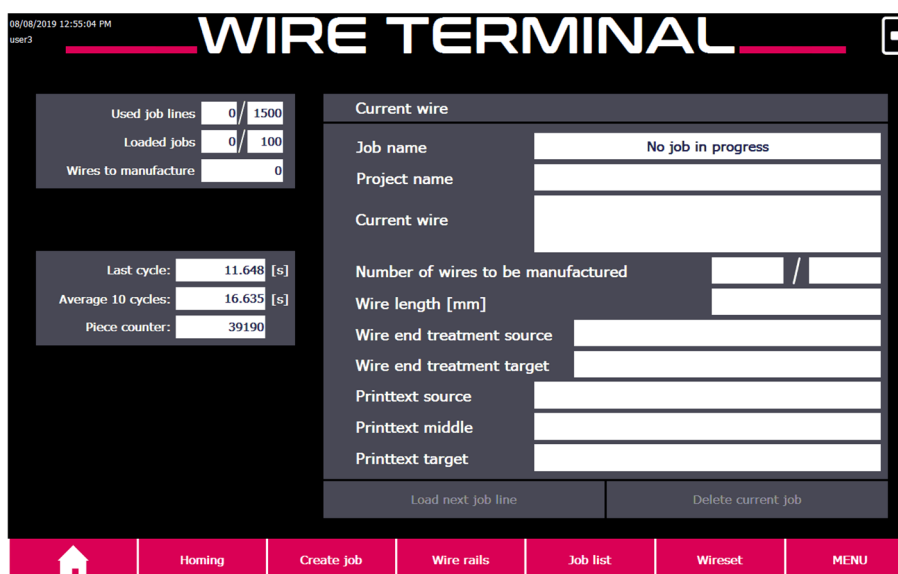 08/08/2019 12:55:04 PM
user3
WIRE TERMINAL
Used job lines 0 / 1500
Loaded jobs 0 / 100
Wires to manufacture 0
Last cycle: 11.648 [s]
Average 10 cycles: 16.635 [s]
Piece counter: 39190
Current wire
Job name No job in progress
Project name
Current wire
Number of wires to be manufactured /
Wire length [mm]
Wire end treatment source
Wire end treatment target
Printtext source
Printtext middle
Printtext target
Load next job line Delete current job
Homing Create job Wire rails Job list Wireset MENU